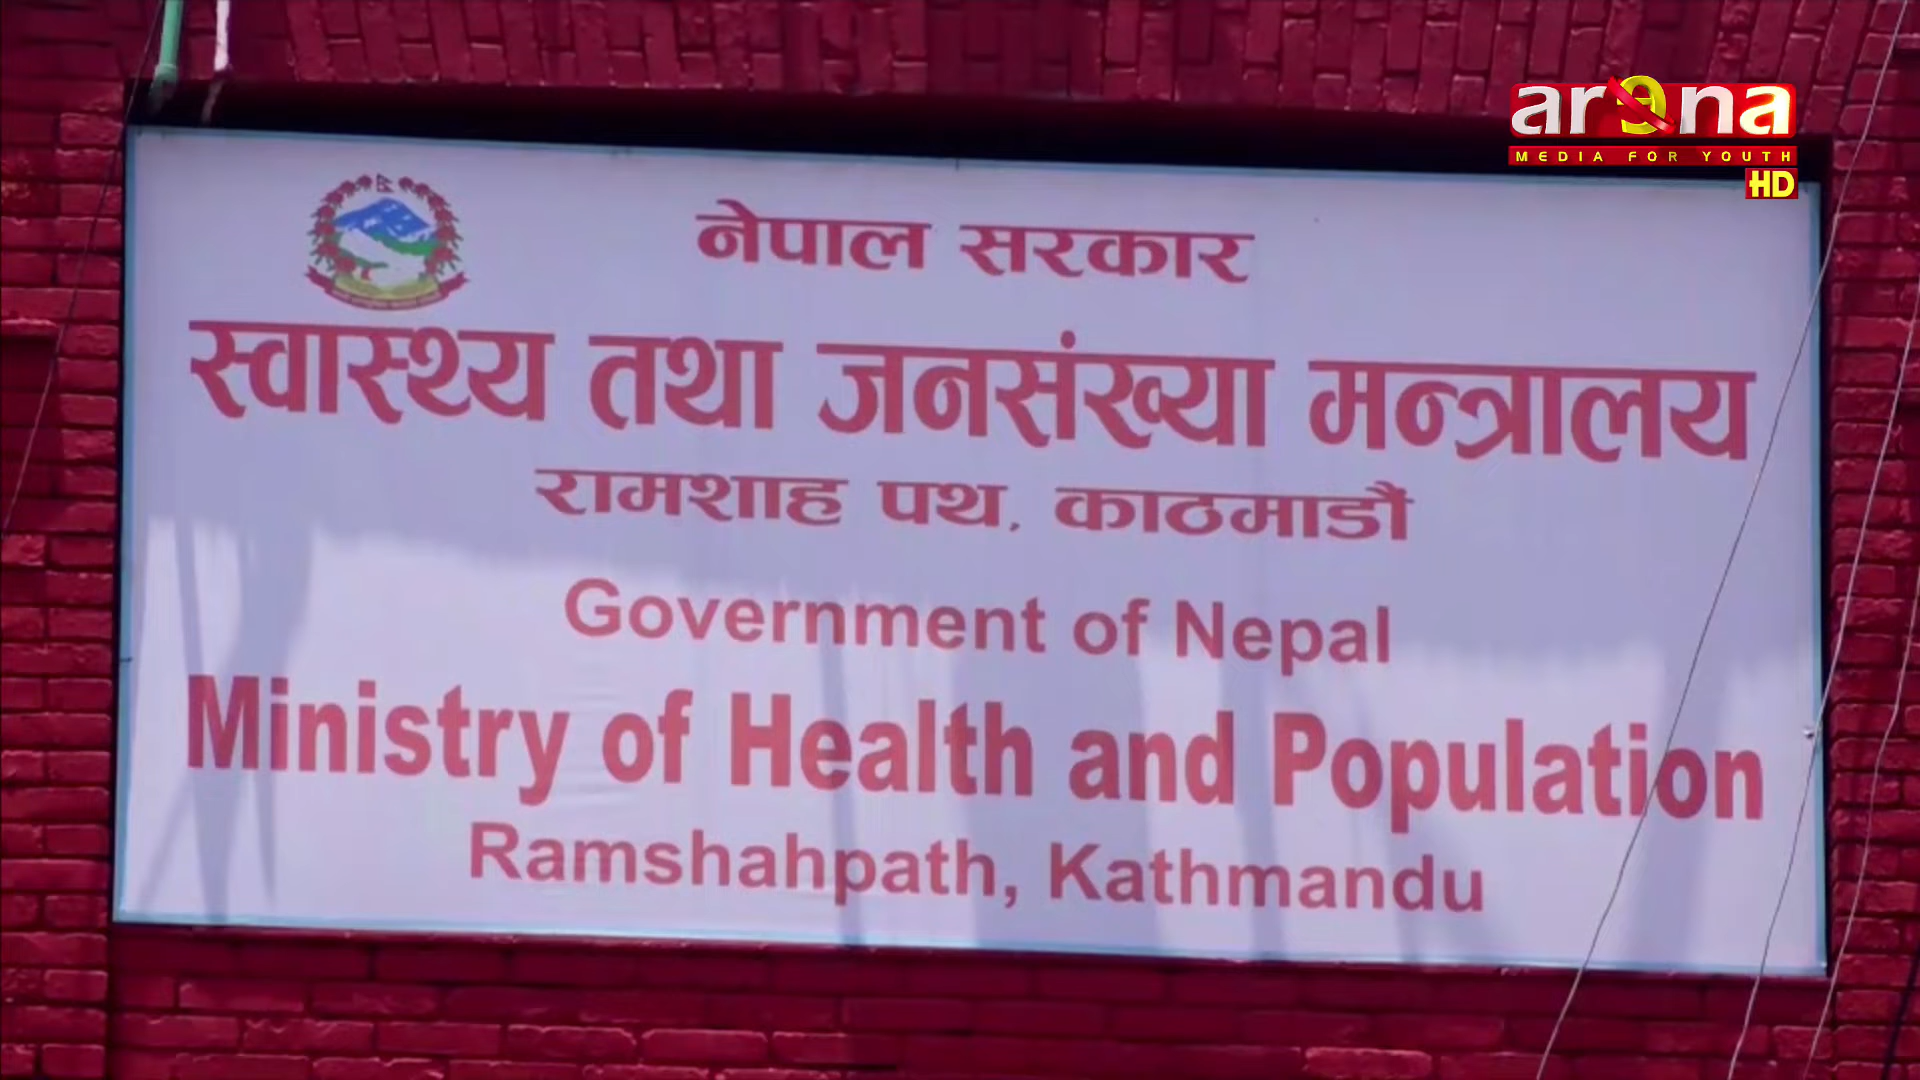 arena
MEDIA FOR YOUTH
HD
नेपाल सरकार
स्वास्थ्य तथा जनसंख्या मन्त्रालय
रामशाह पथ, काठमाडौं
Government of Nepal
Ministry of Health and Population
Ramshahpath, Kathmandu